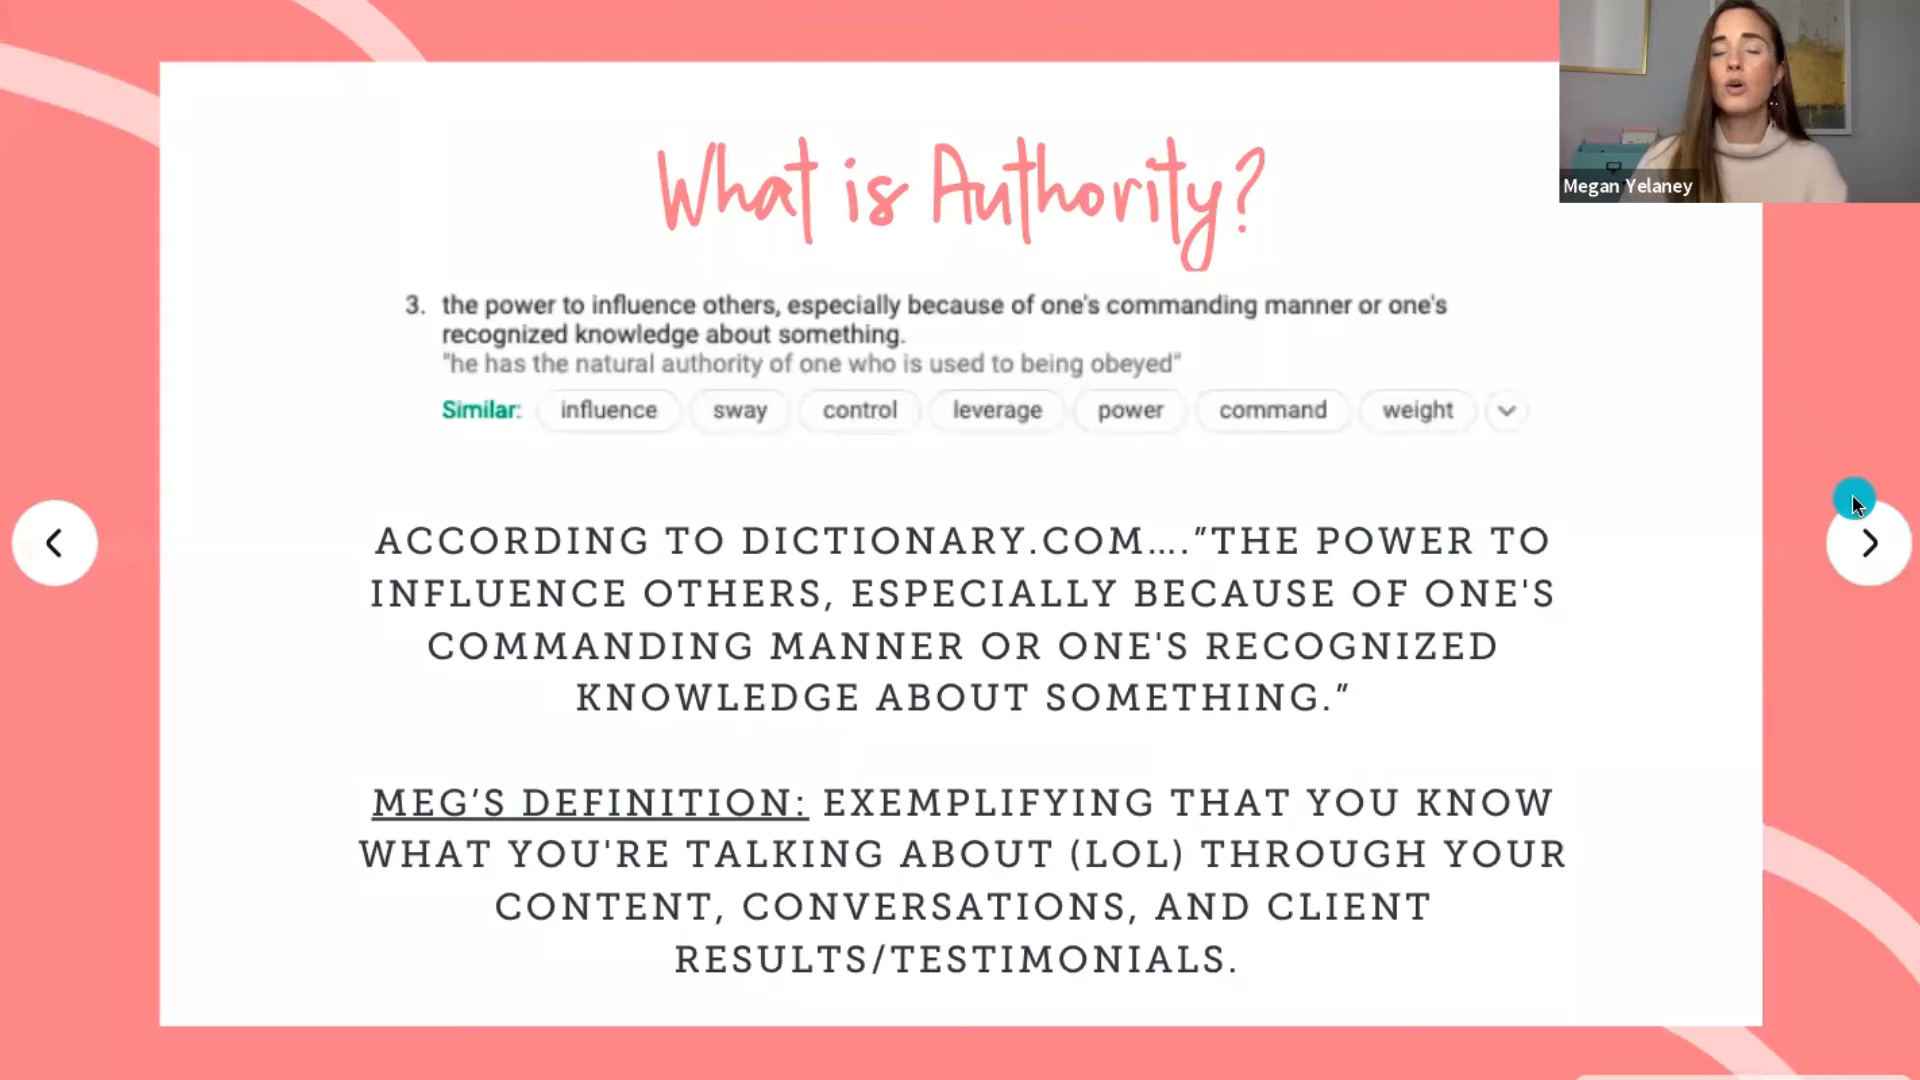 Megan Yelaney
What is Authority?
3. the power to influence others, especially because of one's commanding manner or one's
recognized knowledge about something.
"he has the natural authority of one who is used to being obeyed"
Similar: influence sway control leverage power command weight
ACCORDING TO DICTIONARY.COM...."THE POWER TO
INFLUENCE OTHERS, ESPECIALLY BECAUSE OF ONE'S
COMMANDING MANNER OR ONE'S RECOGNIZED
KNOWLEDGE ABOUT SOMETHING."
MEG'S DEFINITION: EXEMPLIFYING THAT YOU KNOW
WHAT YOU'RE TALKING ABOUT (LOL) THROUGH YOUR
CONTENT, CONVERSATIONS, AND CLIENT
RESULTS/TESTIMONIALS.